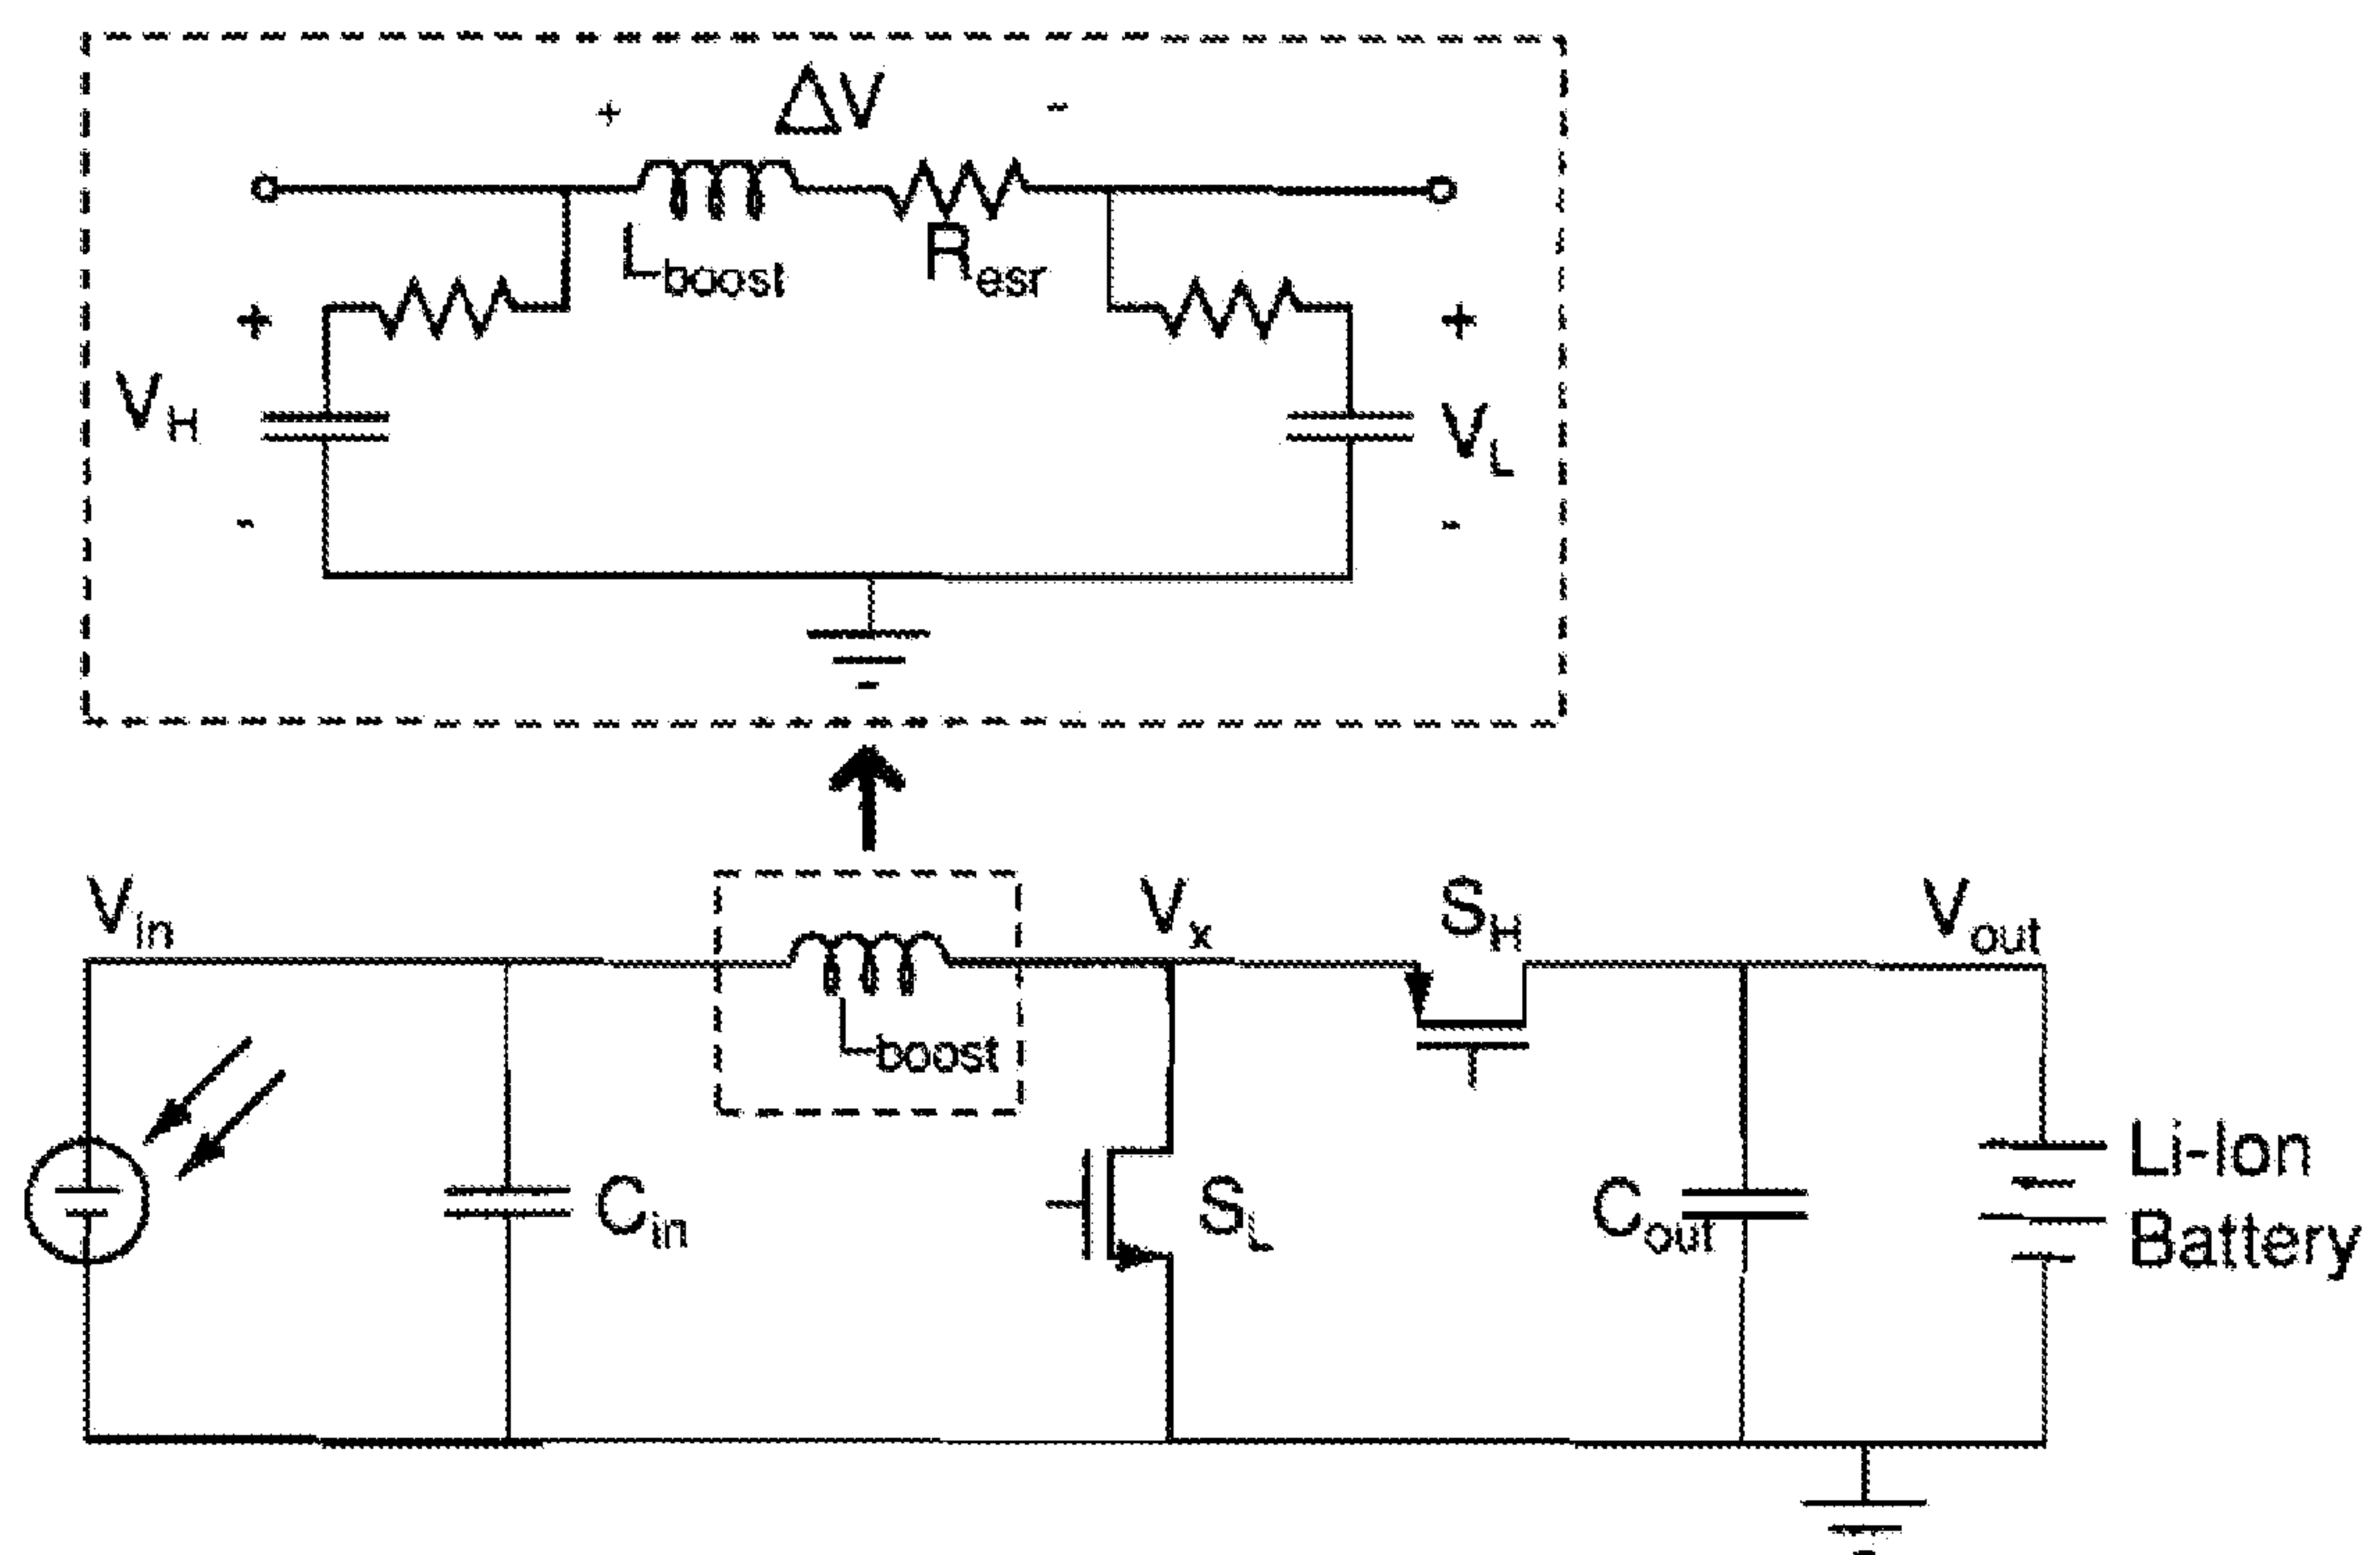 + ΔV -
L_boost R_esr
+ +
V_H V_L
- -
V_in V_x S_H V_out
L_boost
C_in S_L C_out Li-Ion
Battery